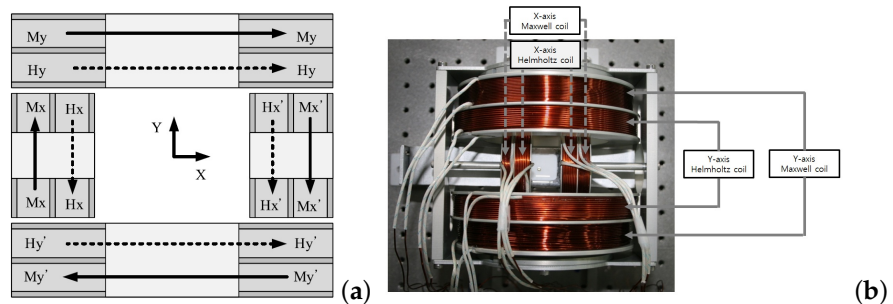 My My
Hy Hy
Mx Hx Hx' Mx'
Y
X
Mx Hx Hx' Mx'
Hy' Hy'
My' My'
(a)
X-axis
Maxwell coil
X-axis
Helmholtz coil
Y-axis
Helmholtz coil
Y-axis
Maxwell coil
(b)